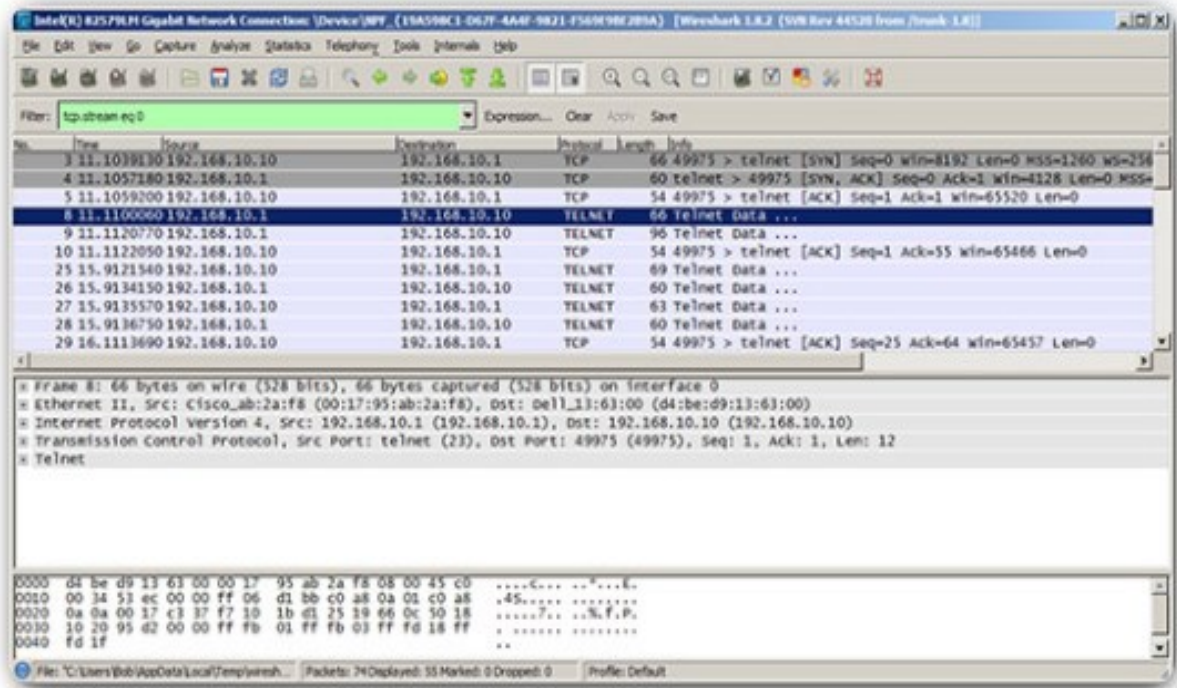 Intel(R) 82579LM Gigabit Network Connection: \Device\NPF_{19A598C1-D67F-4A4F-9821-F569E9BE2B9A} [Wireshark 1.8.2 (SVN Rev 44520 from /trunk-1.8)]
File Edit View Go Capture Analyze Statistics Telephony Tools Internals Help
Filter: tcp.stream eq 0 Expression... Clear Apply Save
No. Time Source Destination Protocol Length Info
3 11.1039130 192.168.10.10 192.168.10.1 TCP 66 49975 > telnet [SYN] Seq=0 Win=8192 Len=0 MSS=1260 WS=256
4 11.1057180 192.168.10.1 192.168.10.10 TCP 60 telnet > 49975 [SYN, ACK] Seq=0 Ack=1 Win=4128 Len=0 MSS=
5 11.1059200 192.168.10.10 192.168.10.1 TCP 54 49975 > telnet [ACK] Seq=1 Ack=1 Win=65520 Len=0
8 11.1100060 192.168.10.1 192.168.10.10 TELNET 66 Telnet Data ...
9 11.1120770 192.168.10.1 192.168.10.10 TELNET 96 Telnet Data ...
10 11.1122050 192.168.10.10 192.168.10.1 TCP 54 49975 > telnet [ACK] Seq=1 Ack=55 Win=65466 Len=0
25 15.9121540 192.168.10.10 192.168.10.1 TELNET 69 Telnet Data ...
26 15.9134150 192.168.10.1 192.168.10.10 TELNET 60 Telnet Data ...
27 15.9135570 192.168.10.10 192.168.10.1 TELNET 63 Telnet Data ...
28 15.9136750 192.168.10.1 192.168.10.10 TELNET 60 Telnet Data ...
29 16.1113690 192.168.10.10 192.168.10.1 TCP 54 49975 > telnet [ACK] Seq=25 Ack=64 Win=65457 Len=0
Frame 8: 66 bytes on wire (528 bits), 66 bytes captured (528 bits) on interface 0
Ethernet II, Src: Cisco_ab:2a:f8 (00:17:95:ab:2a:f8), Dst: Dell_13:63:00 (d4:be:d9:13:63:00)
Internet Protocol Version 4, Src: 192.168.10.1 (192.168.10.1), Dst: 192.168.10.10 (192.168.10.10)
Transmission Control Protocol, Src Port: telnet (23), Dst Port: 49975 (49975), Seq: 1, Ack: 1, Len: 12
Telnet
0000 d4 be d9 13 63 00 00 17 95 ab 2a f8 08 00 45 c0 ....c... ..*...E.
0010 00 34 53 ec 00 00 ff 06 d1 bb c0 a8 0a 01 c0 a8 .4S..... ........
0020 0a 0a 00 17 c3 37 f7 10 1b d1 25 19 66 0c 50 18 .....7.. ..%.f.P.
0030 10 20 95 d2 00 00 ff fb 01 ff fb 03 ff fd 18 ff . ...... ........
0040 fd 1f ..
File: "C:\Users\Bob\AppData\Local\Temp\wiresh... Packets: 74 Displayed: 55 Marked: 0 Dropped: 0 Profile: Default